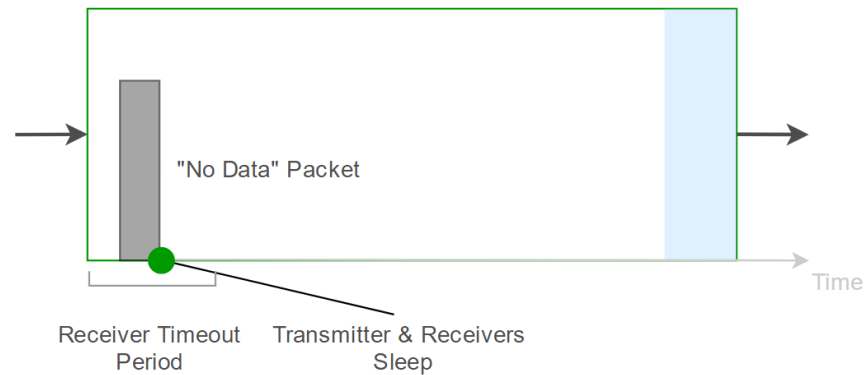 "No Data" Packet
Time
Receiver Timeout
Period
Transmitter & Receivers
Sleep